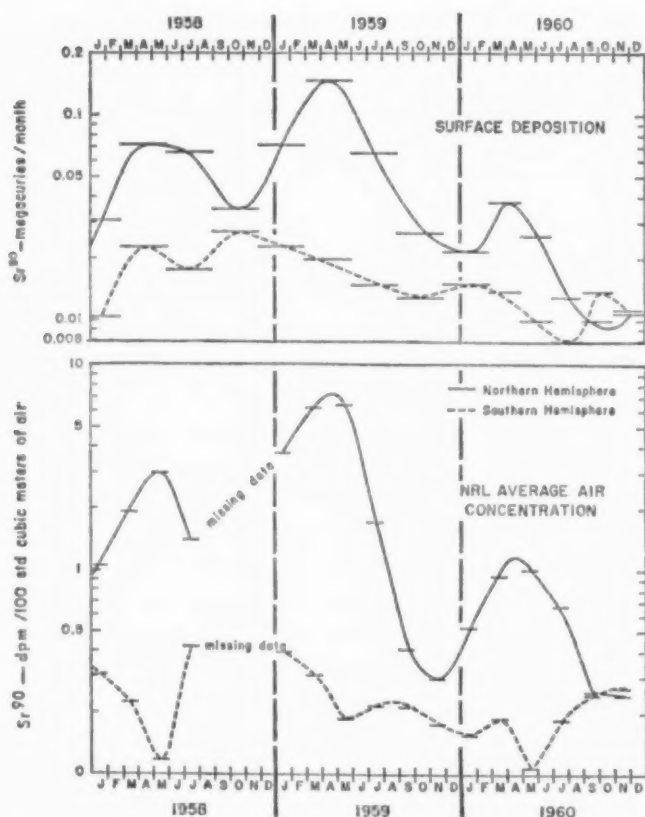 1958 1959 1960
J F M A M J J A S O N D J F M A M J J A S O N D J F M A M J J A S O N D
0.2
0.1
0.05
0.01
0.008
Sr⁹⁰—megacuries/month
SURFACE DEPOSITION
10
5
1
0.5
0
Sr⁹⁰ — dpm/100 std cubic meters of air
Northern Hemisphere
Southern Hemisphere
NRL AVERAGE AIR
CONCENTRATION
missing data
missing data
J F M A M J J A S O N D J F M A M J J A S O N D J F M A M J J A S O N D
1958 1959 1960